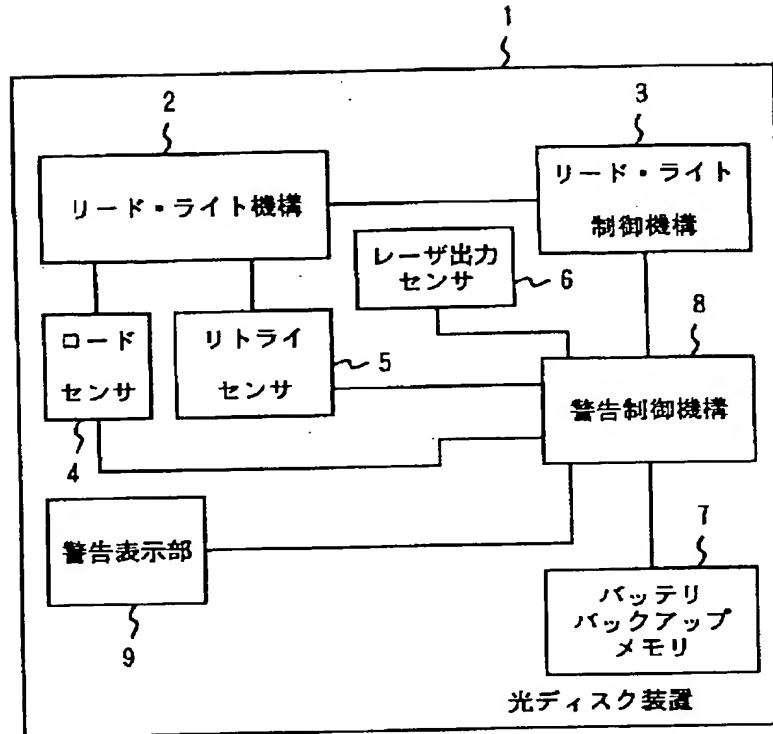 1
2
3
リード・ライト機構
リード・ライト
制御機構
レーザ出力
センサ
6
ロード
センサ
4
リトライ
センサ
5
8
警告制御機構
警告表示部
9
7
バッテリ
バックアップ
メモリ
光ディスク装置